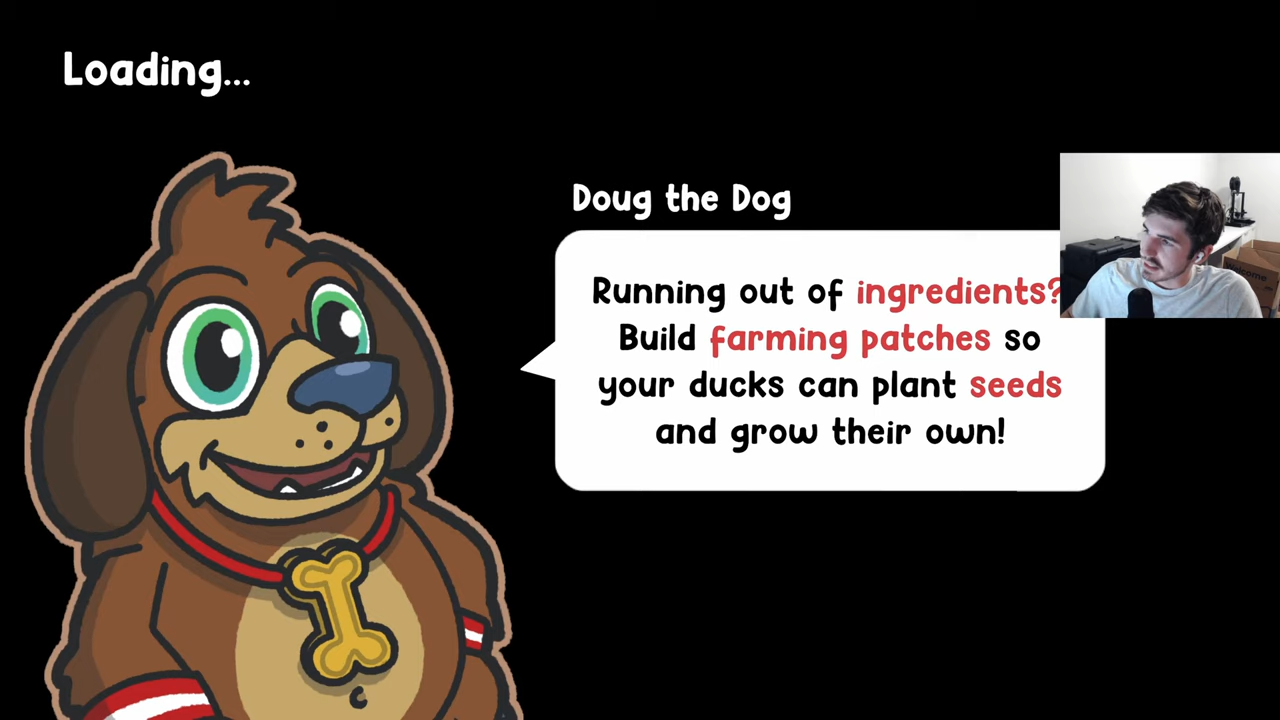 Loading...
Doug the Dog
Running out of ingredients?
Build farming patches so
your ducks can plant seeds
and grow their own!
Welcome